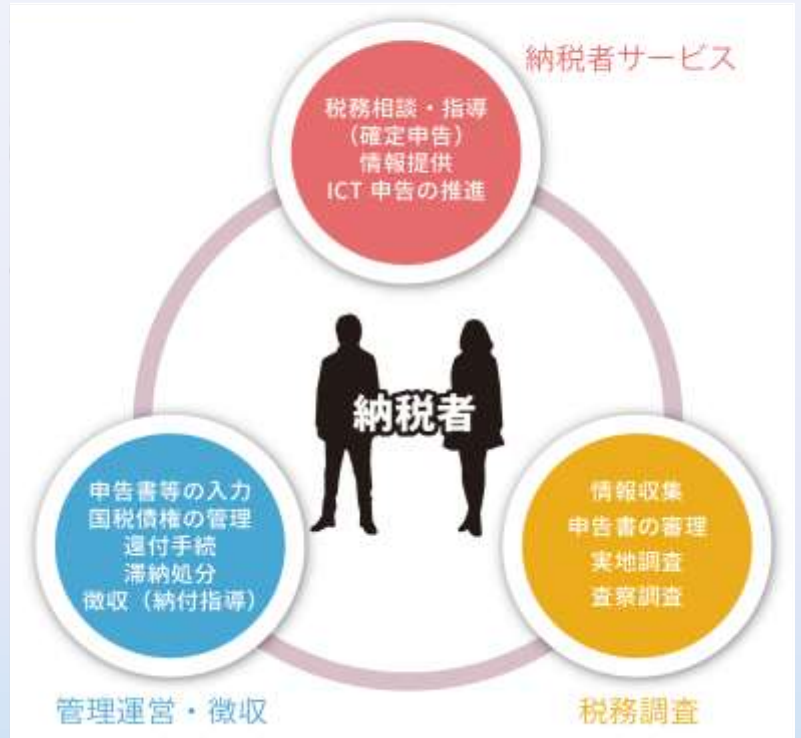 納税者サービス
税務相談・指導
（確定申告）
情報提供
ICT 申告の推進
納税者
申告書等の入力
国税債権の管理
還付手続
滞納処分
徴収（納付指導）
管理運営・徴収
情報収集
申告書の審理
実地調査
査察調査
税務調査